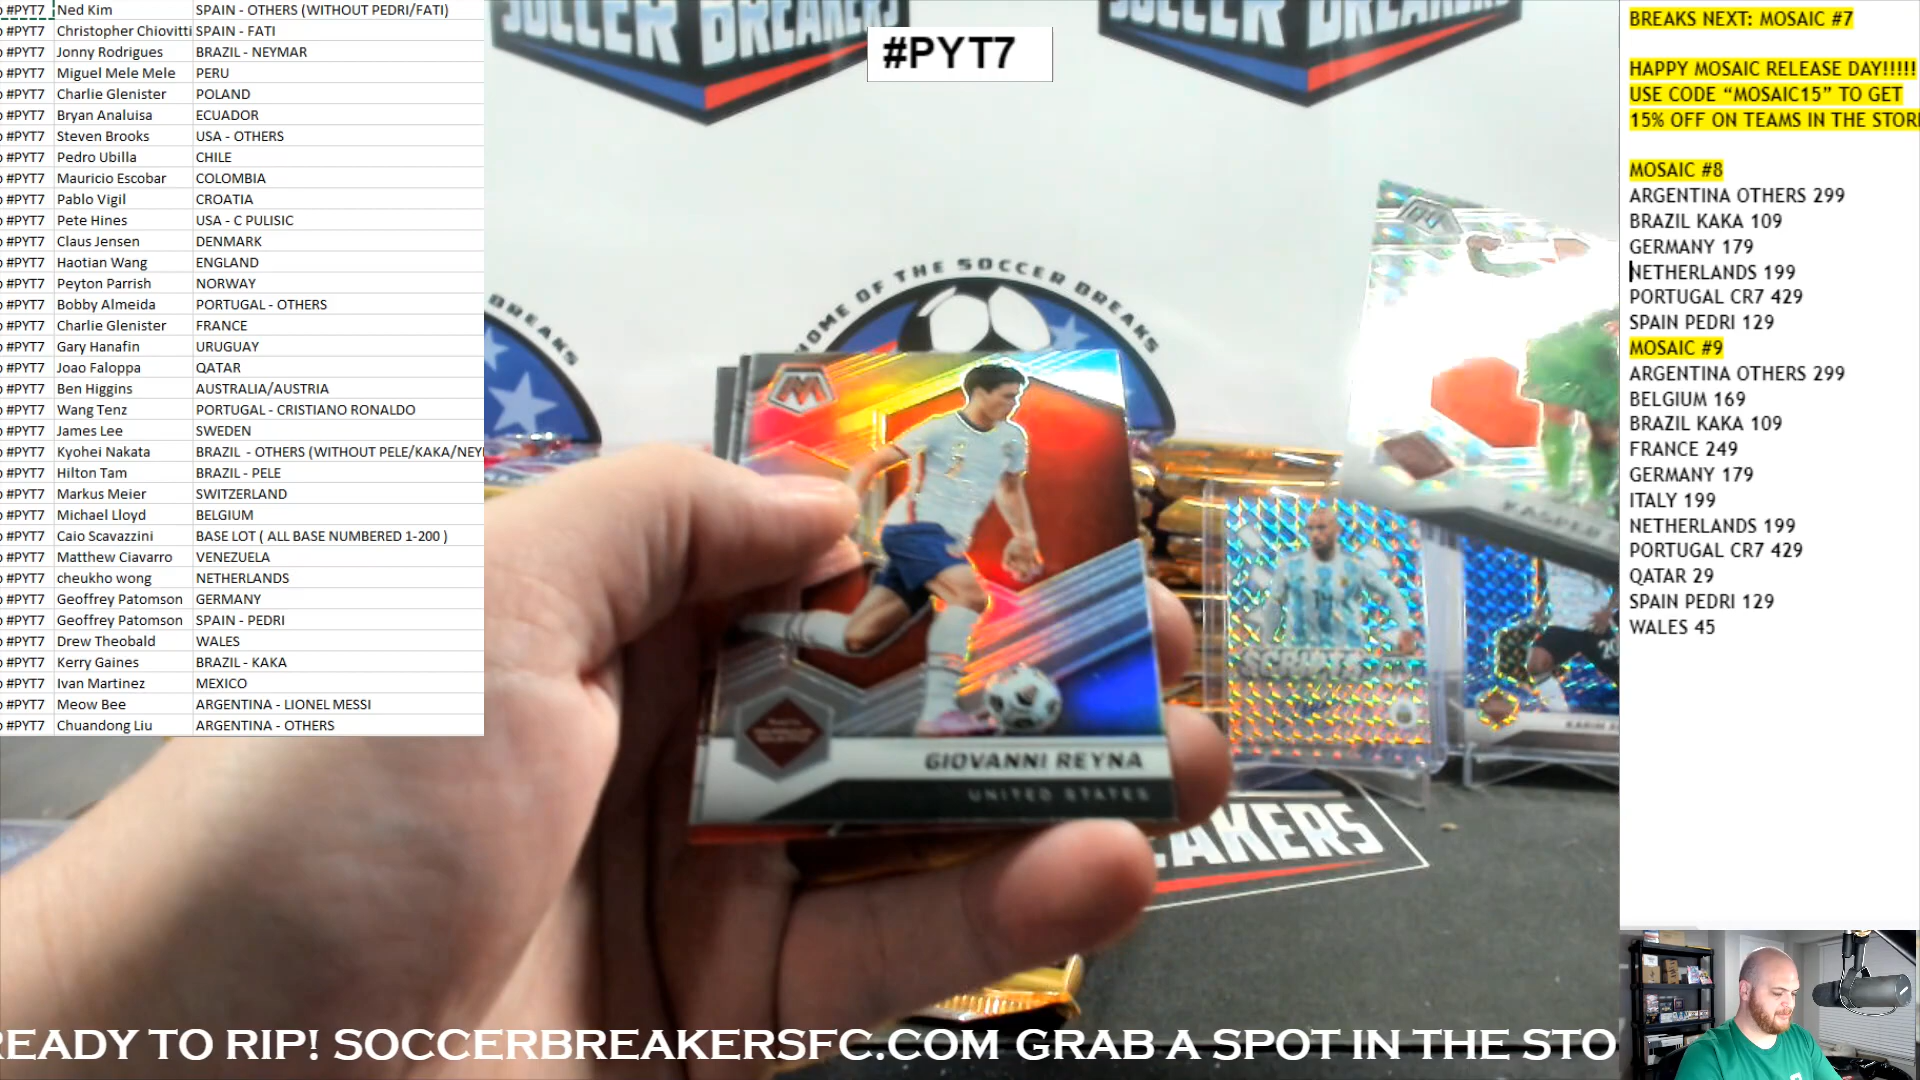 #PYT7 Ned Kim SPAIN - OTHERS (WITHOUT PEDRI/FATI)
#PYT7 Christopher Chiovitti SPAIN - FATI
#PYT7 Jonny Rodrigues BRAZIL - NEYMAR
#PYT7 Miguel Mele Mele PERU
#PYT7 Charlie Glenister POLAND
#PYT7 Bryan Analuisa ECUADOR
#PYT7 Steven Brooks USA - OTHERS
#PYT7 Pedro Ubilla CHILE
#PYT7 Mauricio Escobar COLOMBIA
#PYT7 Pablo Vigil CROATIA
#PYT7 Pete Hines USA - C PULISIC
#PYT7 Claus Jensen DENMARK
#PYT7 Haotian Wang ENGLAND
#PYT7 Peyton Parrish NORWAY
#PYT7 Bobby Almeida PORTUGAL - OTHERS
#PYT7 Charlie Glenister FRANCE
#PYT7 Gary Hanafin URUGUAY
#PYT7 Joao Faloppa QATAR
#PYT7 Ben Higgins AUSTRALIA/AUSTRIA
#PYT7 Wang Tenz PORTUGAL - CRISTIANO RONALDO
#PYT7 James Lee SWEDEN
#PYT7 Kyohei Nakata BRAZIL - OTHERS (WITHOUT PELE/KAKA/NEY
#PYT7 Hilton Tam BRAZIL - PELE
#PYT7 Markus Meier SWITZERLAND
#PYT7 Michael Lloyd BELGIUM
#PYT7 Caio Scavazzini BASE LOT ( ALL BASE NUMBERED 1-200 )
#PYT7 Matthew Ciavarro VENEZUELA
#PYT7 cheukho wong NETHERLANDS
#PYT7 Geoffrey Patomson GERMANY
#PYT7 Geoffrey Patomson SPAIN - PEDRI
#PYT7 Drew Theobald WALES
#PYT7 Kerry Gaines BRAZIL - KAKA
#PYT7 Ivan Martinez MEXICO
#PYT7 Meow Bee ARGENTINA - LIONEL MESSI
#PYT7 Chuandong Liu ARGENTINA - OTHERS
SOCCER BREAKERS
#PYT7
SOCCER BREAKERS
HOME OF THE SOCCER BREAKS
BREAKS
GIOVANNI REYNA
UNITED STATES
KASPER
14
20
KARIM
EAKERS
BREAKS NEXT: MOSAIC #7
HAPPY MOSAIC RELEASE DAY!!!!!
USE CODE “MOSAIC15” TO GET
15% OFF ON TEAMS IN THE STOR
MOSAIC #8
ARGENTINA OTHERS 299
BRAZIL KAKA 109
GERMANY 179
NETHERLANDS 199
PORTUGAL CR7 429
SPAIN PEDRI 129
MOSAIC #9
ARGENTINA OTHERS 299
BELGIUM 169
BRAZIL KAKA 109
FRANCE 249
GERMANY 179
ITALY 199
NETHERLANDS 199
PORTUGAL CR7 429
QATAR 29
SPAIN PEDRI 129
WALES 45
READY TO RIP! SOCCERBREAKERSFC.COM GRAB A SPOT IN THE STO